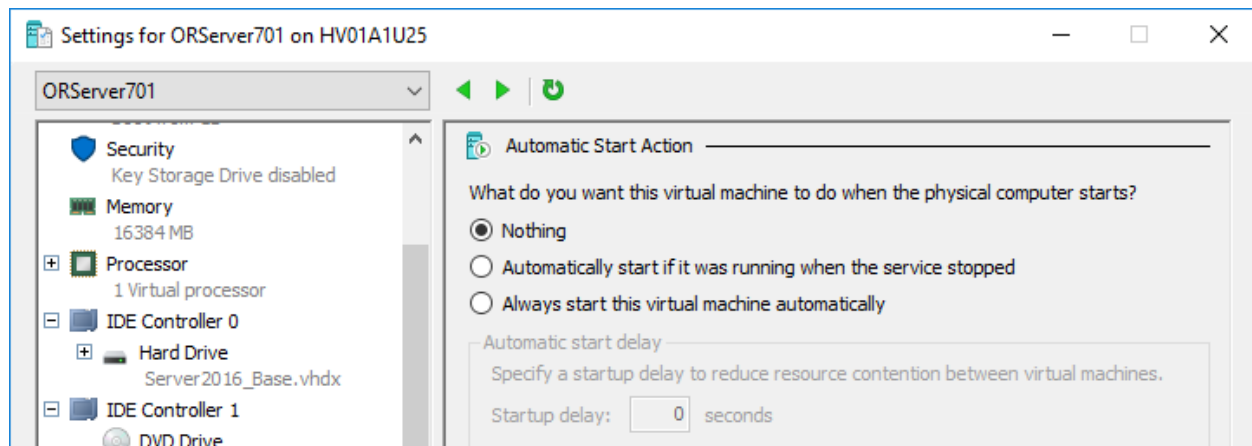 Settings for ORServer701 on HV01A1U25
ORServer701
Security
Key Storage Drive disabled
Memory
16384 MB
Processor
1 Virtual processor
IDE Controller 0
Hard Drive
Server2016_Base.vhdx
IDE Controller 1
DVD Drive
Automatic Start Action
What do you want this virtual machine to do when the physical computer starts?
Nothing
Automatically start if it was running when the service stopped
Always start this virtual machine automatically
Automatic start delay
Specify a startup delay to reduce resource contention between virtual machines.
Startup delay: 0 seconds